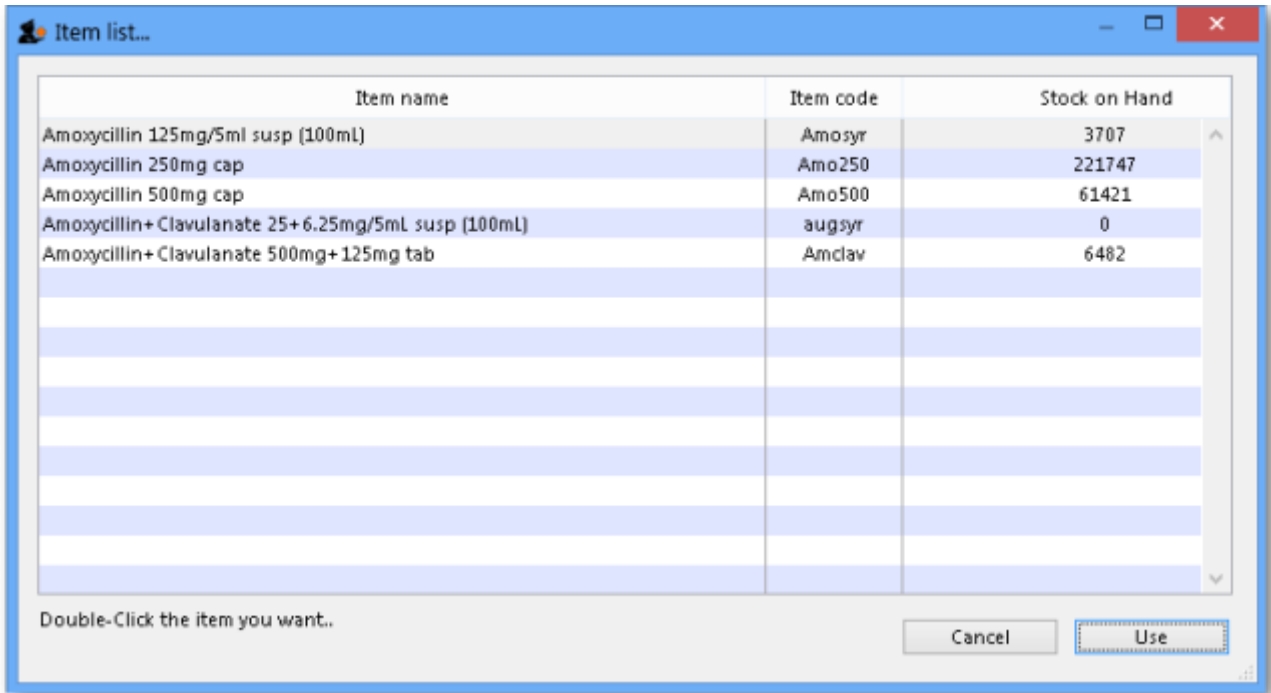 Item list...
Item name Item code Stock on Hand
Amoxycillin 125mg/5ml susp (100mL) Amosyr 3707
Amoxycillin 250mg cap Amo250 221747
Amoxycillin 500mg cap Amo500 61421
Amoxycillin+Clavulanate 25+6.25mg/5mL susp (100mL) augsyr 0
Amoxycillin+Clavulanate 500mg+125mg tab Amclav 6482
Double-Click the item you want..
Cancel Use